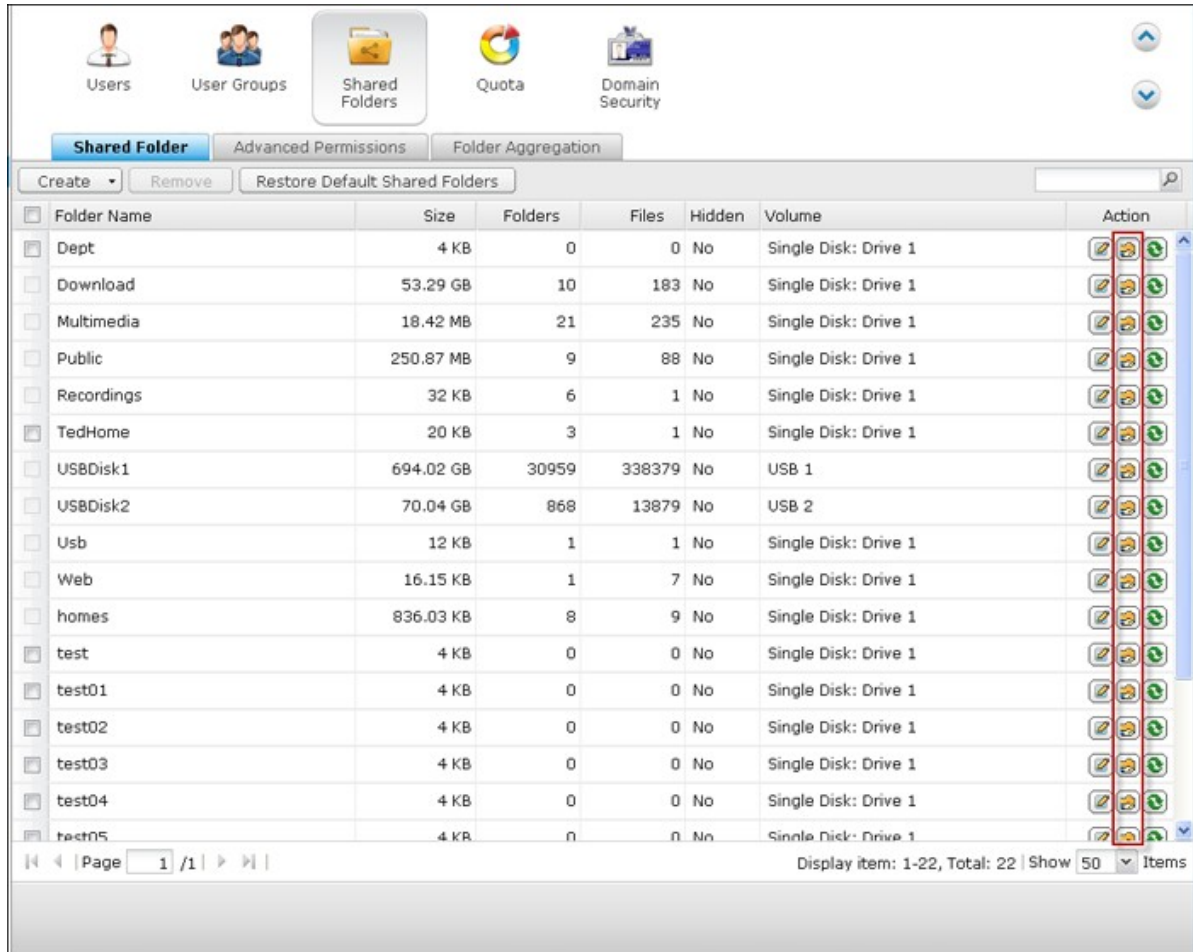 Users User Groups Shared Quota Domain
Folders Security
Shared Folder Advanced Permissions Folder Aggregation
Create Remove Restore Default Shared Folders
Folder Name Size Folders Files Hidden Volume Action
Dept 4 KB 0 0 No Single Disk: Drive 1
Download 53.29 GB 10 183 No Single Disk: Drive 1
Multimedia 18.42 MB 21 235 No Single Disk: Drive 1
Public 250.87 MB 9 88 No Single Disk: Drive 1
Recordings 32 KB 6 1 No Single Disk: Drive 1
TedHome 20 KB 3 1 No Single Disk: Drive 1
USBDisk1 694.02 GB 30959 338379 No USB 1
USBDisk2 70.04 GB 868 13879 No USB 2
Usb 12 KB 1 1 No Single Disk: Drive 1
Web 16.15 KB 1 7 No Single Disk: Drive 1
homes 836.03 KB 8 9 No Single Disk: Drive 1
test 4 KB 0 0 No Single Disk: Drive 1
test01 4 KB 0 0 No Single Disk: Drive 1
test02 4 KB 0 0 No Single Disk: Drive 1
test03 4 KB 0 0 No Single Disk: Drive 1
test04 4 KB 0 0 No Single Disk: Drive 1
test05 4 KB 0 0 No Single Disk: Drive 1
Page 1 /1 Display item: 1-22, Total: 22 Show 50 Items